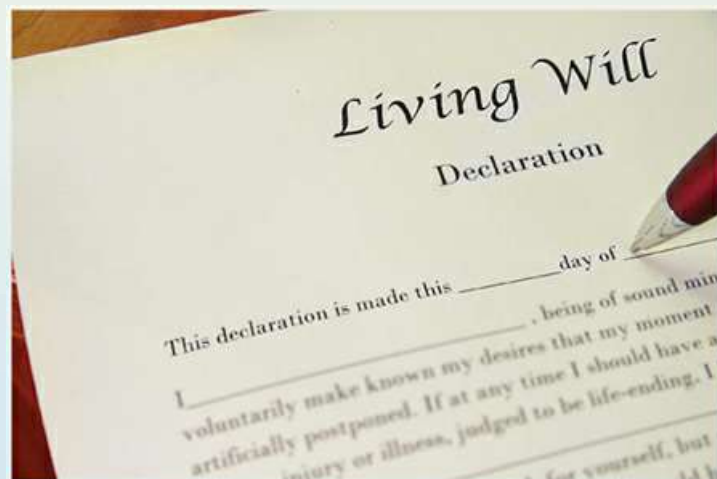 Living Will
Declaration
This declaration is made this ________ day of ________
I____________________, being of sound min
voluntarily make known my desires that my moment
artificially postponed. If at any time I should have a
injury or illness, judged to be life-ending, I
for yourself, but